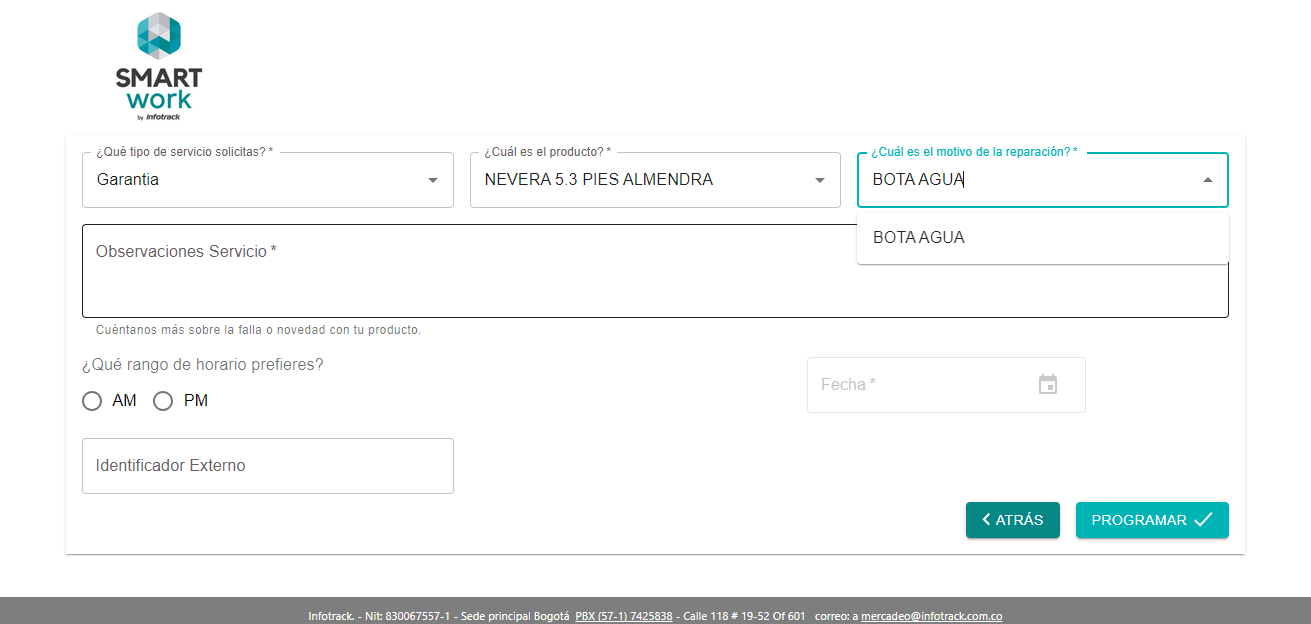 SMART
work
by infotrack
¿Qué tipo de servicio solicitas? *
Garantia
¿Cuál es el producto? *
NEVERA 5.3 PIES ALMENDRA
¿Cuál es el motivo de la reparación? *
BOTA AGUA
BOTA AGUA
Observaciones Servicio *
Cuéntanos más sobre la falla o novedad con tu producto.
¿Qué rango de horario prefieres?
AM PM
Fecha *
Identificador Externo
ATRÁS
PROGRAMAR
Infotrack. - Nit: 830067557-1 - Sede principal Bogotá PBX (57-1) 7425838 - Calle 118 # 19-52 Of 601 correo: a mercadeo@infotrack.com.co